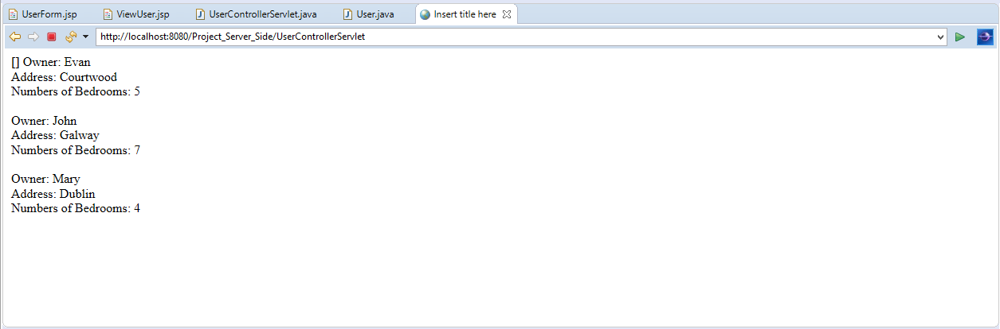 UserForm.jsp ViewUser.jsp UserControllerServlet.java User.java Insert title here
http://localhost:8080/Project_Server_Side/UserControllerServlet
[] Owner: Evan
Address: Courtwood
Numbers of Bedrooms: 5
Owner: John
Address: Galway
Numbers of Bedrooms: 7
Owner: Mary
Address: Dublin
Numbers of Bedrooms: 4